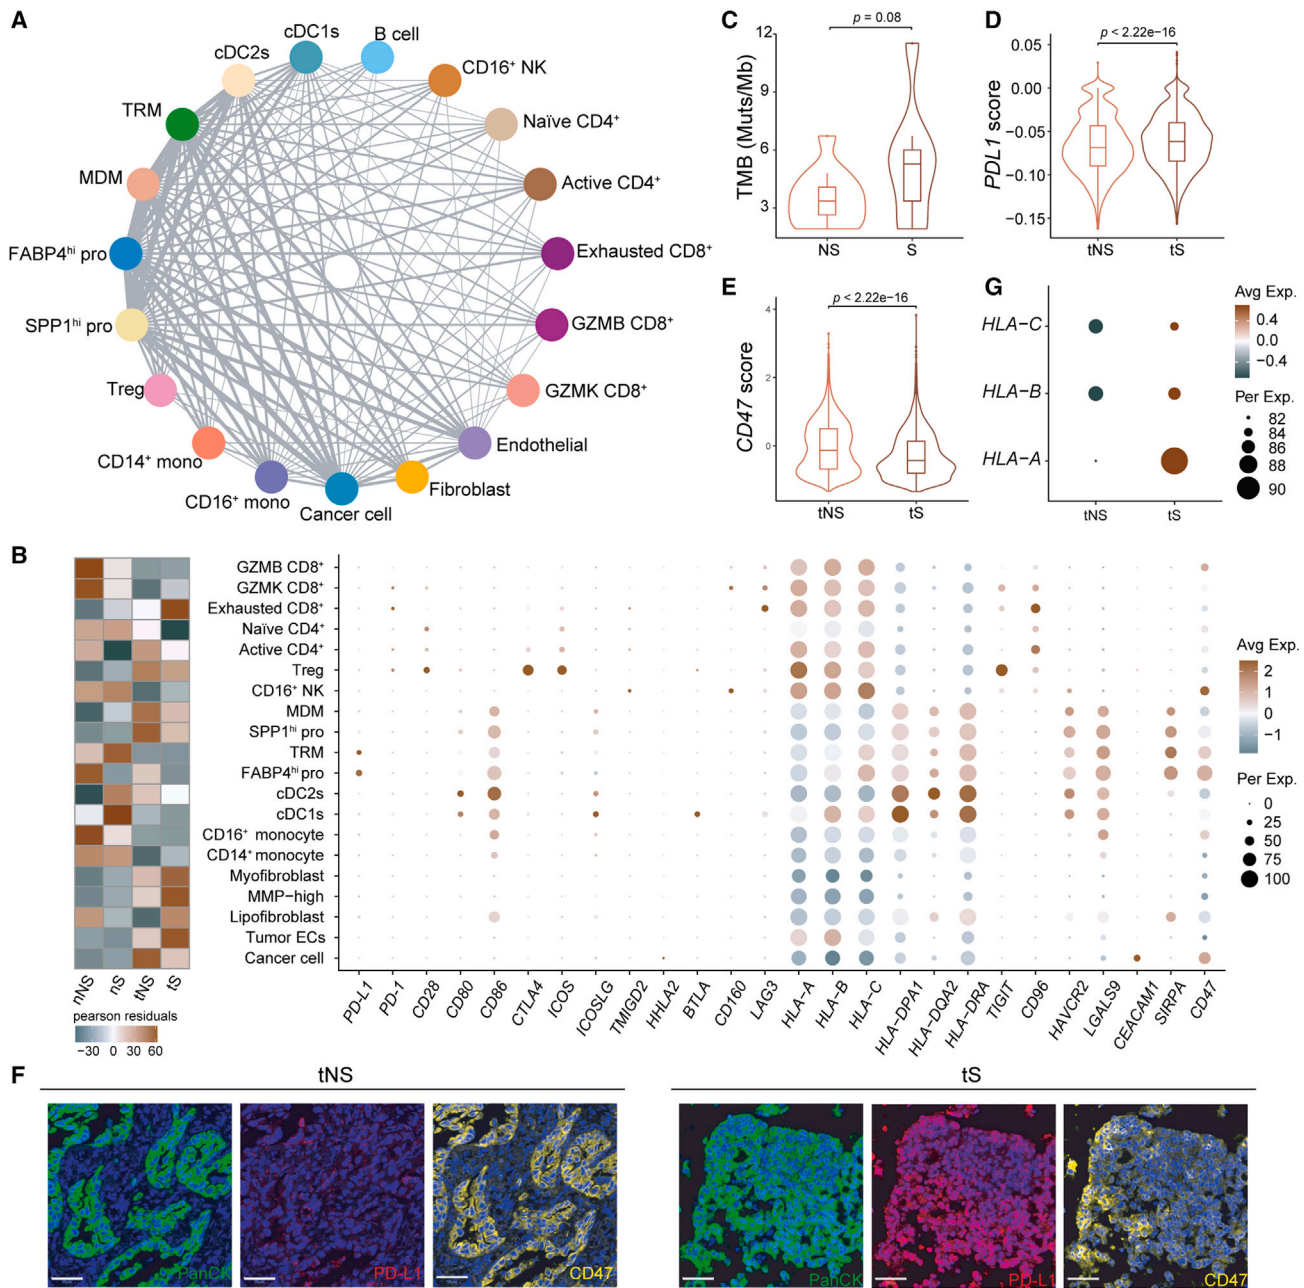 A
cDC1s
B cell
cDC2s
CD16⁺ NK
TRM
Naïve CD4⁺
MDM
Active CD4⁺
FABP4ʰⁱ pro
Exhausted CD8⁺
SPP1ʰⁱ pro
GZMB CD8⁺
Treg
GZMK CD8⁺
CD14⁺ mono
Endothelial
CD16⁺ mono
Fibroblast
Cancer cell
C
p = 0.08
TMB (Muts/Mb)
12
9
6
3
NS S
D
p < 2.22e−16
PDL1 score
0.05
0.00
−0.05
−0.10
−0.15
tNS tS
E
p < 2.22e−16
CD47 score
4
2
0
tNS tS
G
HLA−C
HLA−B
HLA−A
tNS tS
Avg Exp.
0.4
0.0
−0.4
Per Exp.
82
84
86
88
90
B
GZMB CD8⁺
GZMK CD8⁺
Exhausted CD8⁺
Naïve CD4⁺
Active CD4⁺
Treg
CD16⁺ NK
MDM
SPP1ʰⁱ pro
TRM
FABP4ʰⁱ pro
cDC2s
cDC1s
CD16⁺ monocyte
CD14⁺ monocyte
Myofibroblast
MMP−high
Lipofibroblast
Tumor ECs
Cancer cell
nNS nS tNS tS
pearson residuals
−30 0 30 60
PD-L1 PD-1 CD28 CD80 CD86 CTLA4 ICOS ICOSLG TMIGD2 HHLA2 BTLA CD160 LAG3 HLA−A HLA−B HLA−C HLA−DPA1 HLA−DQA2 HLA−DRA TIGIT CD96 HAVCR2 LGALS9 CEACAM1 SIRPA CD47
Avg Exp.
2
1
0
−1
Per Exp.
0
25
50
75
100
F
tNS
tS
PanCK PD-L1 CD47
PanCK PD-L1 CD47